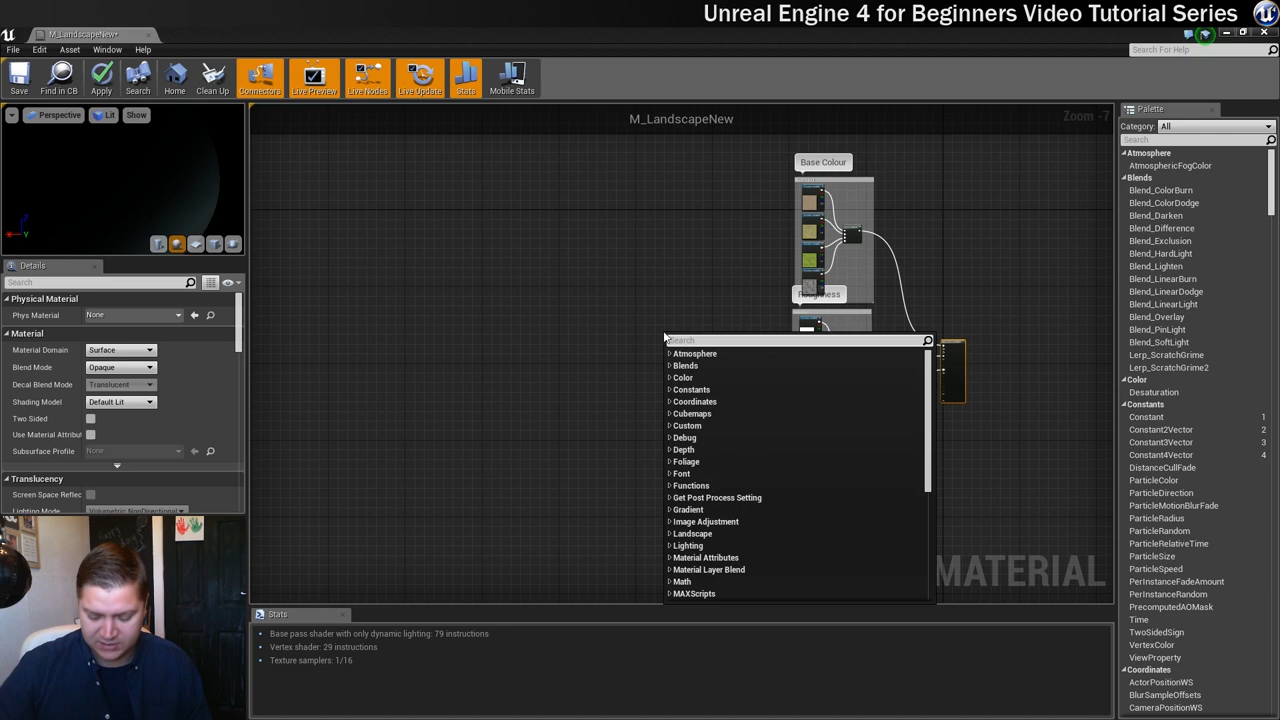 Unreal Engine 4 for Beginners Video Tutorial Series
M_LandscapeNew*
File Edit Asset Window Help
Search For Help
Save Find in CB Apply Search Home Clean Up Connectors Live Preview Live Nodes Live Update Stats Mobile Stats
Perspective Lit Show
M_LandscapeNew
Zoom -7
Palette
Category: All
Search
Atmosphere
AtmosphericFogColor
Blends
Blend_ColorBurn
Blend_ColorDodge
Blend_Darken
Blend_Difference
Blend_Exclusion
Blend_HardLight
Blend_Lighten
Blend_LinearBurn
Blend_LinearDodge
Blend_LinearLight
Blend_Overlay
Blend_PinLight
Blend_SoftLight
Lerp_ScratchGrime
Lerp_ScratchGrime2
Color
Desaturation
Constants
Constant 1
Constant2Vector 2
Constant3Vector 3
Constant4Vector 4
DistanceCullFade
ParticleColor
ParticleDirection
ParticleMotionBlurFade
ParticleRadius
ParticleRandom
ParticleRelativeTime
ParticleSize
ParticleSpeed
PerInstanceFadeAmount
PerInstanceRandom
PrecomputedAOMask
Time
TwoSidedSign
VertexColor
ViewProperty
Coordinates
ActorPositionWS
BlurSampleOffsets
CameraPositionWS
Base Colour
Roughness
Search
Atmosphere
Blends
Color
Constants
Coordinates
Cubemaps
Custom
Debug
Depth
Foliage
Font
Functions
Get Post Process Setting
Gradient
Image Adjustment
Landscape
Lighting
Material Attributes
Material Layer Blend
Math
MAXScripts
MATERIAL
Details
Search
Physical Material
Phys Material None
Material
Material Domain Surface
Blend Mode Opaque
Decal Blend Mode Translucent
Shading Model Default Lit
Two Sided
Use Material Attribut
Subsurface Profile None
Translucency
Screen Space Reflec
Lighting Mode Volumetric NonDirectional
Stats
Base pass shader with only dynamic lighting: 79 instructions
Vertex shader: 29 instructions
Texture samplers: 1/16